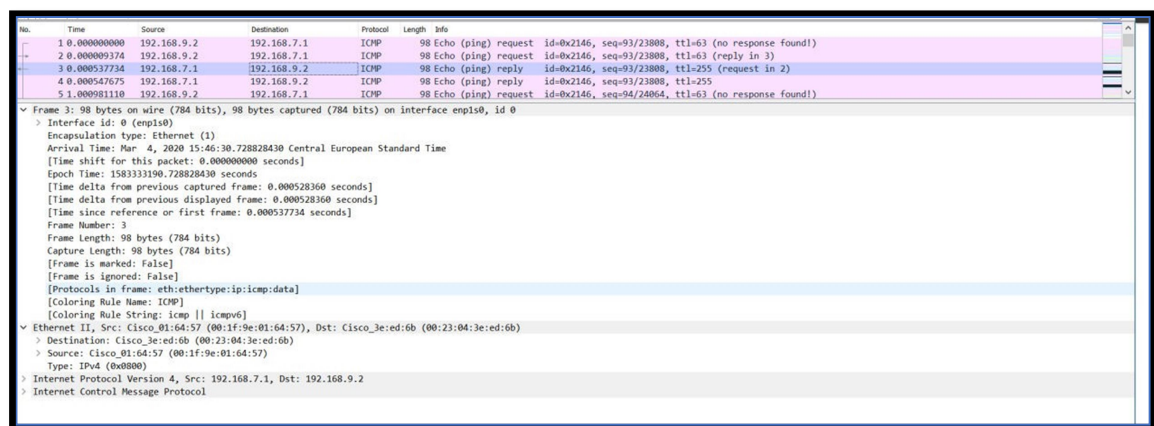 No. Time Source Destination Protocol Length Info
1 0.000000000 192.168.9.2 192.168.7.1 ICMP 98 Echo (ping) request id=0x2146, seq=93/23808, ttl=63 (no response found!)
2 0.000009374 192.168.9.2 192.168.7.1 ICMP 98 Echo (ping) request id=0x2146, seq=93/23808, ttl=63 (reply in 3)
3 0.000537734 192.168.7.1 192.168.9.2 ICMP 98 Echo (ping) reply id=0x2146, seq=93/23808, ttl=255 (request in 2)
4 0.000547675 192.168.7.1 192.168.9.2 ICMP 98 Echo (ping) reply id=0x2146, seq=93/23808, ttl=255
5 1.000981110 192.168.9.2 192.168.7.1 ICMP 98 Echo (ping) request id=0x2146, seq=94/24064, ttl=63 (no response found!)
Frame 3: 98 bytes on wire (784 bits), 98 bytes captured (784 bits) on interface enp1s0, id 0
Interface id: 0 (enp1s0)
Encapsulation type: Ethernet (1)
Arrival Time: Mar 4, 2020 15:46:30.728828430 Central European Standard Time
[Time shift for this packet: 0.000000000 seconds]
Epoch Time: 1583333190.728828430 seconds
[Time delta from previous captured frame: 0.000528360 seconds]
[Time delta from previous displayed frame: 0.000528360 seconds]
[Time since reference or first frame: 0.000537734 seconds]
Frame Number: 3
Frame Length: 98 bytes (784 bits)
Capture Length: 98 bytes (784 bits)
[Frame is marked: False]
[Frame is ignored: False]
[Protocols in frame: eth:ethertype:ip:icmp:data]
[Coloring Rule Name: ICMP]
[Coloring Rule String: icmp || icmpv6]
Ethernet II, Src: Cisco_01:64:57 (00:1f:9e:01:64:57), Dst: Cisco_3e:ed:6b (00:23:04:3e:ed:6b)
Destination: Cisco_3e:ed:6b (00:23:04:3e:ed:6b)
Source: Cisco_01:64:57 (00:1f:9e:01:64:57)
Type: IPv4 (0x0800)
Internet Protocol Version 4, Src: 192.168.7.1, Dst: 192.168.9.2
Internet Control Message Protocol